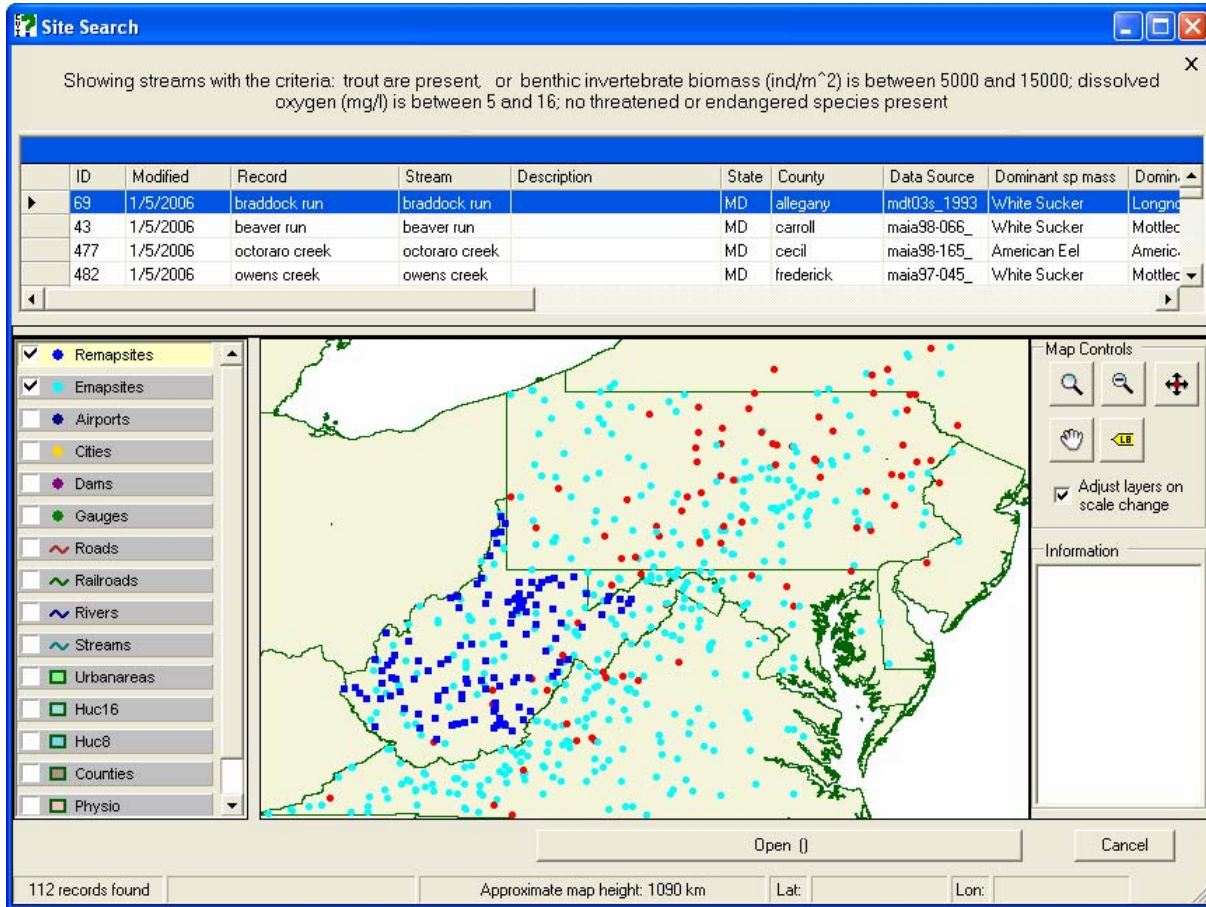 Site Search
X
Showing streams with the criteria: trout are present, or benthic invertebrate biomass (ind/m^2) is between 5000 and 15000; dissolved
oxygen (mg/l) is between 5 and 16; no threatened or endangered species present
ID Modified Record Stream Description State County Data Source Dominant sp mass Domin
69 1/5/2006 braddock run braddock run MD allegany mdt03s_1993 White Sucker Longno
43 1/5/2006 beaver run beaver run MD carroll maia98-066_ White Sucker Mottlec
477 1/5/2006 octoraro creek octoraro creek MD cecil maia98-165_ American Eel Americ
482 1/5/2006 owens creek owens creek MD frederick maia97-045_ White Sucker Mottlec
Remapsites
Emapsites
Airports
Cities
Dams
Gauges
Roads
Railroads
Rivers
Streams
Urbanareas
Huc16
Huc8
Counties
Physio
Map Controls
LB
Adjust layers on
scale change
Information
Open ()
Cancel
112 records found
Approximate map height: 1090 km
Lat:
Lon: